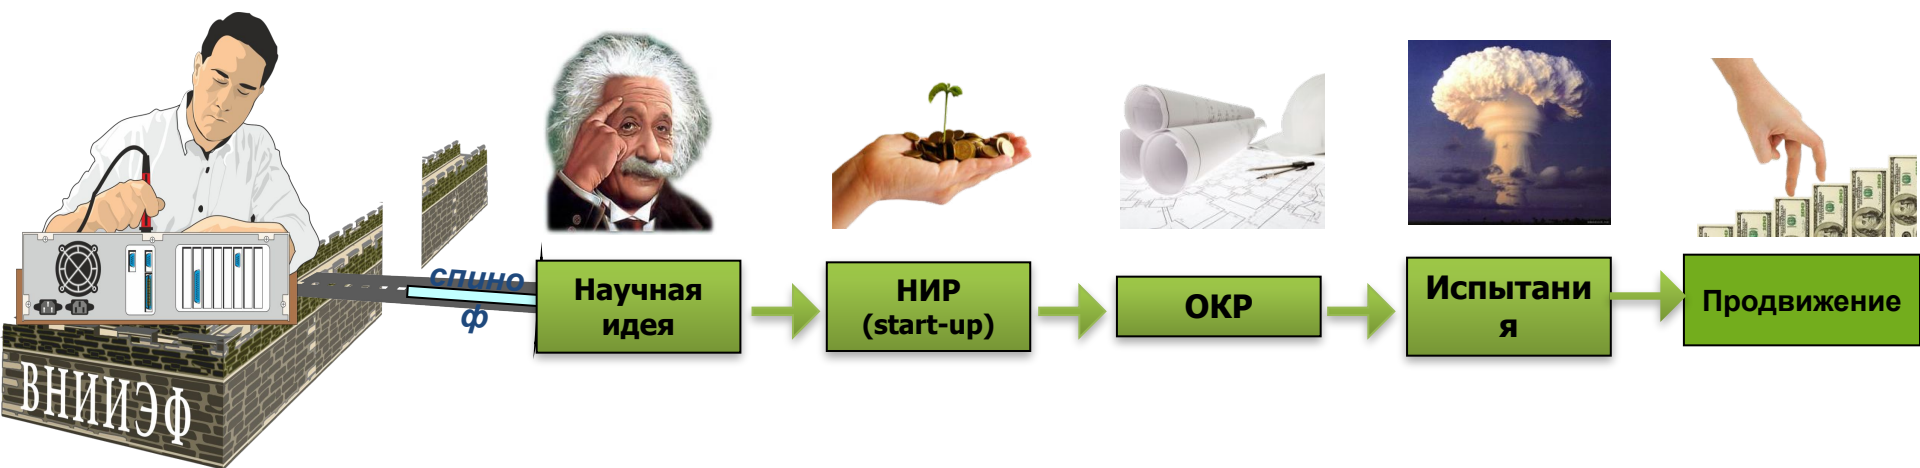 ВНИИЭФ
спино
ф
Научная
идея
НИР
(start-up)
ОКР
Испытани
я
Продвижение